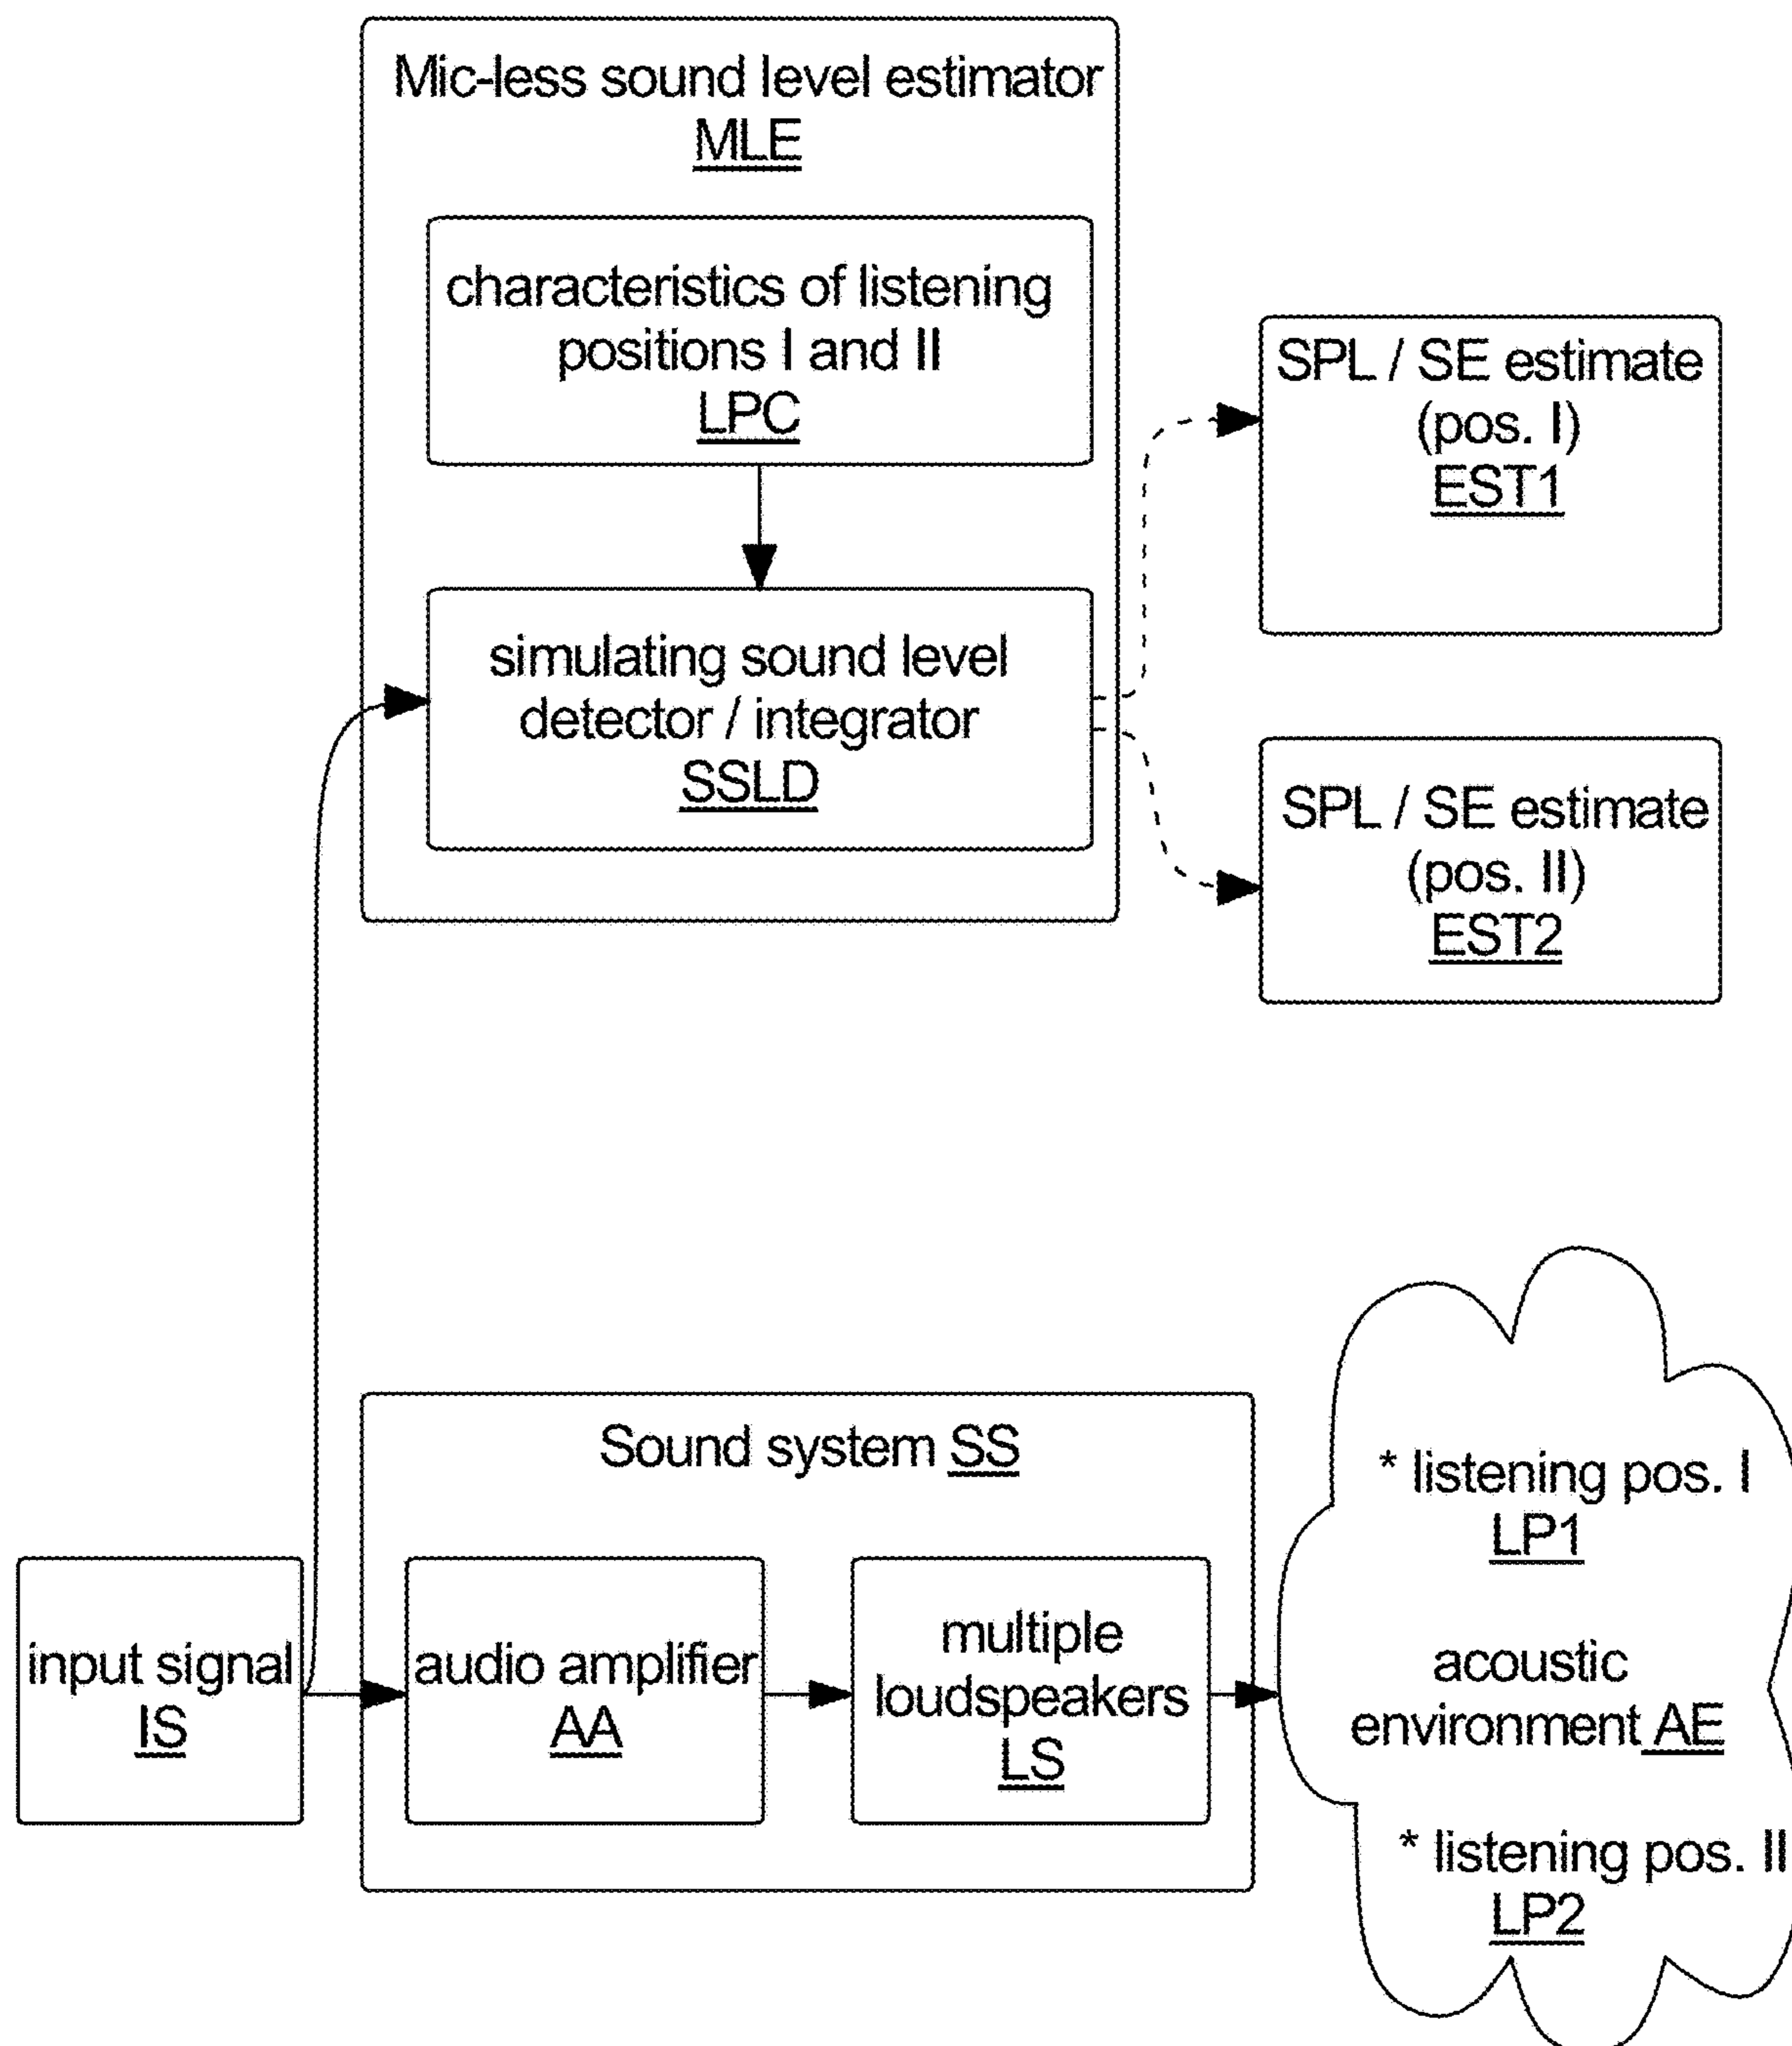 Mic-less sound level estimator
MLE
characteristics of listening
positions I and II
LPC
simulating sound level
detector / integrator
SSLD
SPL / SE estimate
(pos. I)
EST1
SPL / SE estimate
(pos. II)
EST2
Sound system SS
input signal
IS
audio amplifier
AA
multiple
loudspeakers
LS
* listening pos. I
LP1
acoustic
environment AE
* listening pos. II
LP2